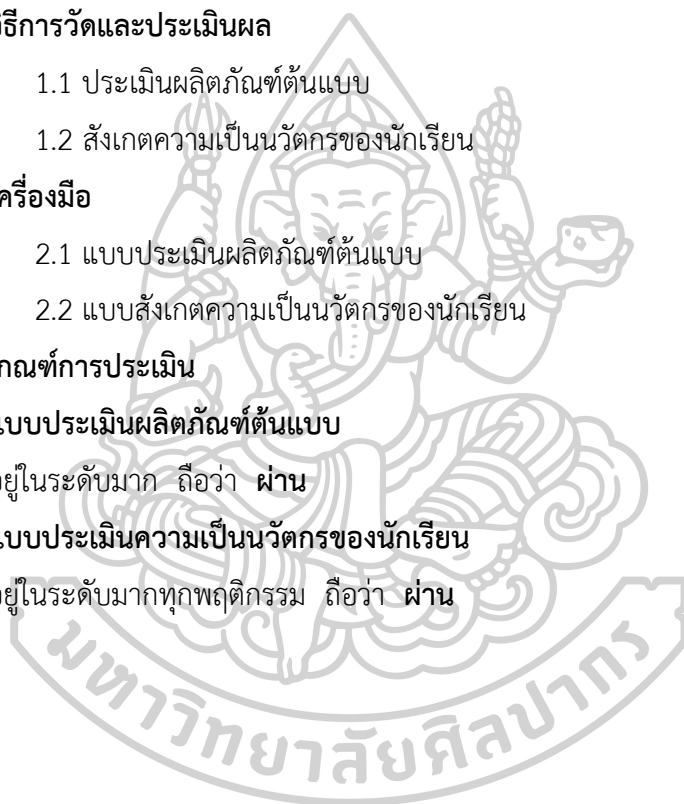 วิธีการวัดและประเมินผล
1.1 ประเมินผลิตภัณฑ์ต้นแบบ
1.2 สังเกตความเป็นนวัตกรของนักเรียน
ครื่องมือ
2.1 แบบประเมินผลิตภัณฑ์ต้นแบบ
2.2 แบบสังเกตความเป็นนวัตกรของนักเรียน
กณฑ์การประเมิน
แบบประเมินผลิตภัณฑ์ต้นแบบ
อยู่ในระดับมาก ถือว่า ผ่าน
แบบประเมินความเป็นนวัตกรของนักเรียน
อยู่ในระดับมากทุกพฤติกรรม ถือว่า ผ่าน
มหาวิทยาลัยศิลปากร